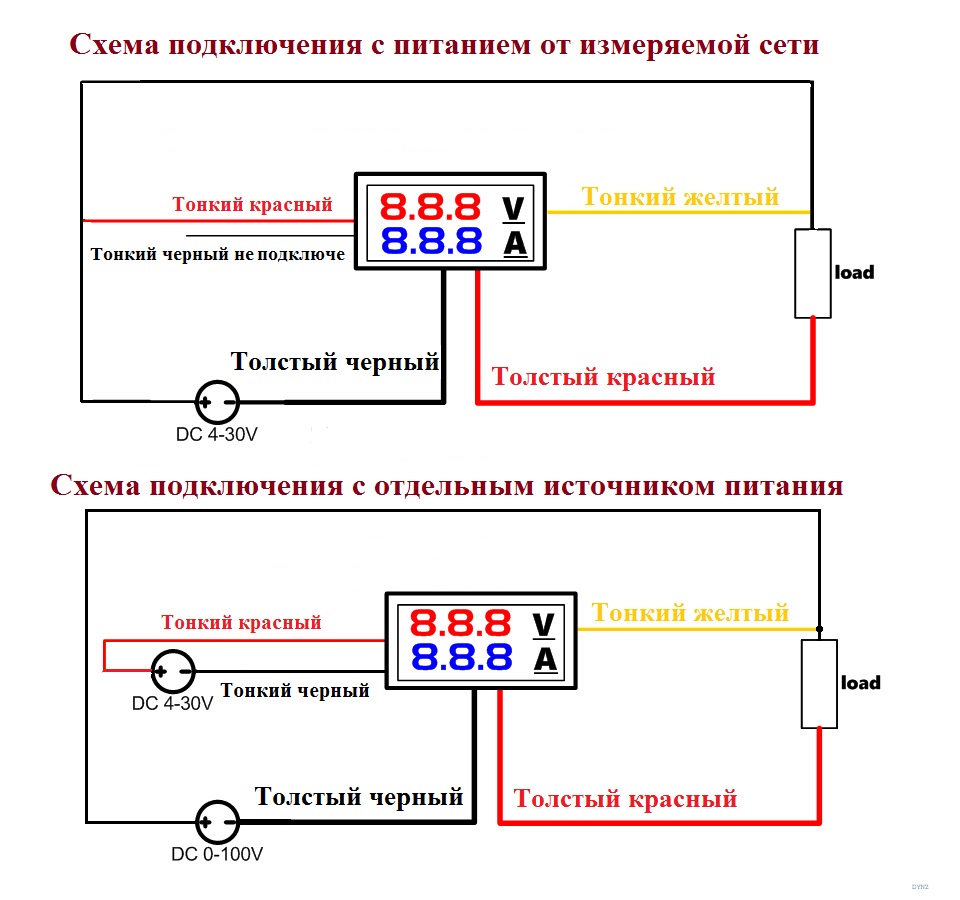 Схема подключения с питанием от измеряемой сети
Тонкий красный
8.8.8 V
Тонкий желтый
8.8.8 A
Тонкий черный не подключе
load
Толстый черный
Толстый красный
+ −
DC 4-30V
Схема подключения с отдельным источником питания
Тонкий красный
8.8.8 V
Тонкий желтый
8.8.8 A
+ −
Тонкий черный
load
DC 4-30V
Толстый черный
Толстый красный
+ −
DC 0-100V
DYNZ